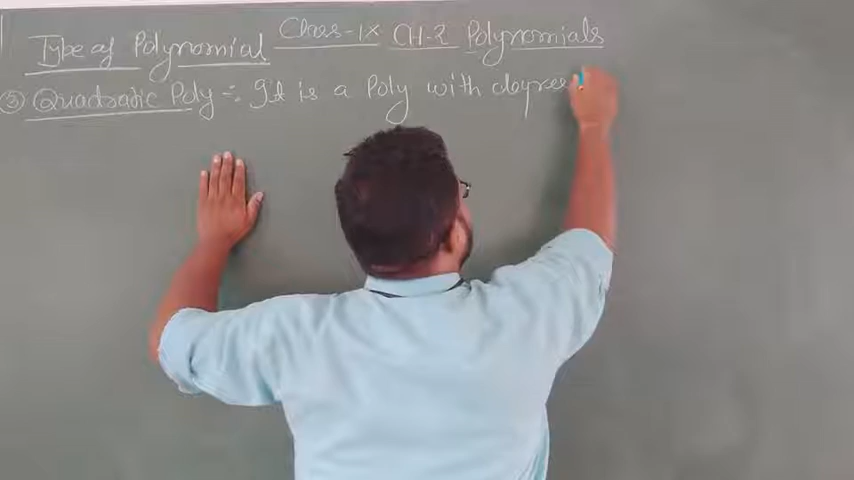 Type of Polynomial Class-IX CH-2 Polynomials
③ Quadratic Poly ÷ It is a Poly with degree